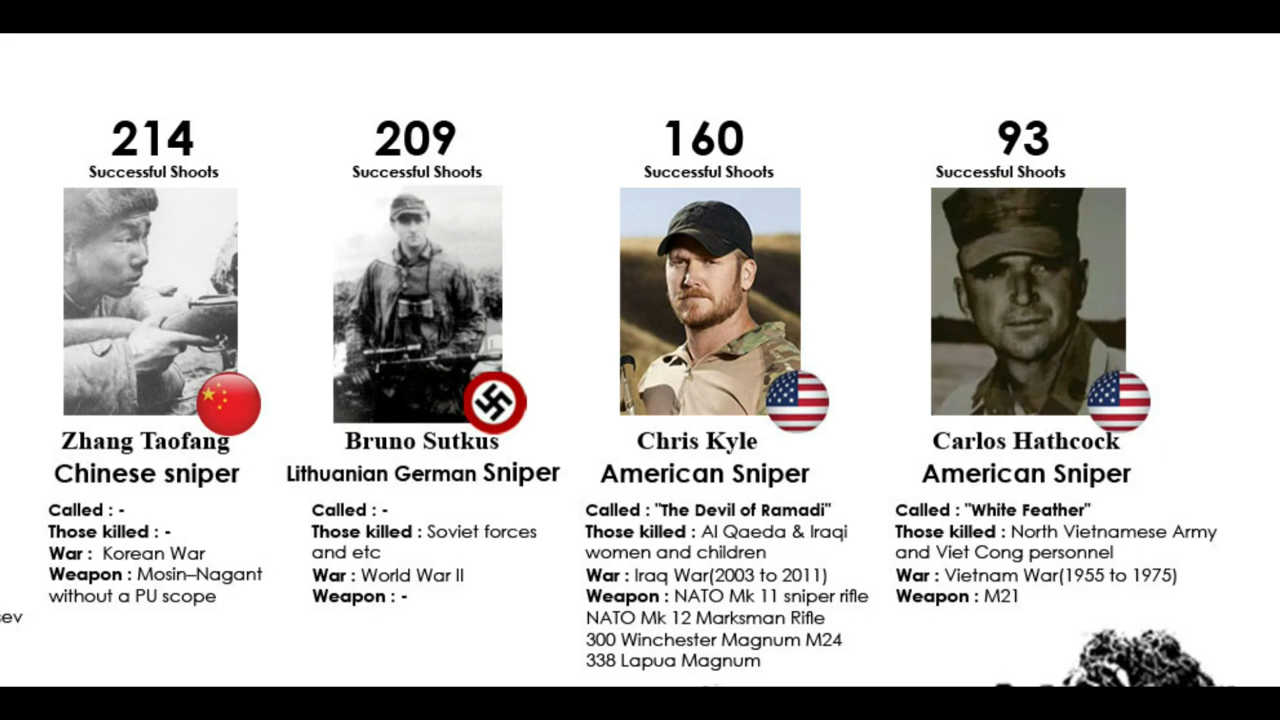 214
Successful Shoots
Zhang Taofang
Chinese sniper
Called : -
Those killed : -
War : Korean War
Weapon : Mosin–Nagant
without a PU scope
209
Successful Shoots
Bruno Sutkus
Lithuanian German Sniper
Called : -
Those killed : Soviet forces
and etc
War : World War II
Weapon : -
160
Successful Shoots
Chris Kyle
American Sniper
Called : "The Devil of Ramadi"
Those killed : Al Qaeda & Iraqi
women and children
War : Iraq War(2003 to 2011)
Weapon : NATO Mk 11 sniper rifle
NATO Mk 12 Marksman Rifle
300 Winchester Magnum M24
338 Lapua Magnum
93
Successful Shoots
Carlos Hathcock
American Sniper
Called : "White Feather"
Those killed : North Vietnamese Army
and Viet Cong personnel
War : Vietnam War(1955 to 1975)
Weapon : M21